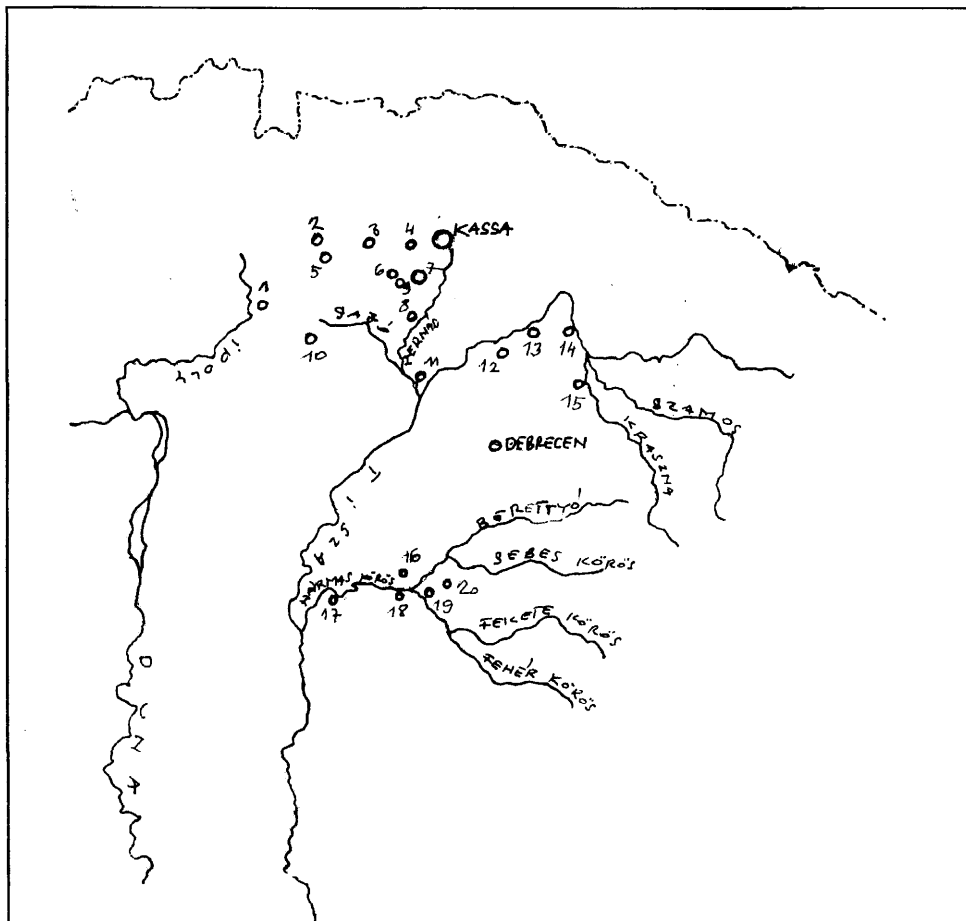 KASSA
2
3
4
5
6
7
1
9
8
SAJÓ
HERNÁD
10
IPOLY
11
12
13
14
15
SZAMOS
KRASZNA
DEBRECEN
TISZA
BERETTYÓ
SEBES KÖRÖS
16
HÁRMAS KÖRÖS
17
18
19
20
FEKETE KÖRÖS
FEHÉR KÖRÖS
DUNA